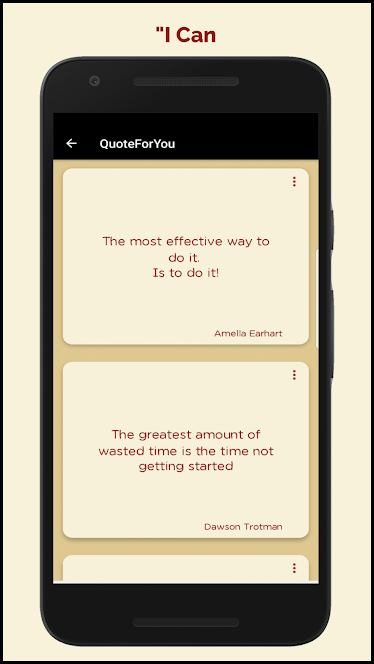 "I Can
QuoteForYou
The most effective way to
do it.
Is to do it!
Amella Earhart
The greatest amount of
wasted time is the time not
getting started
Dawson Trotman